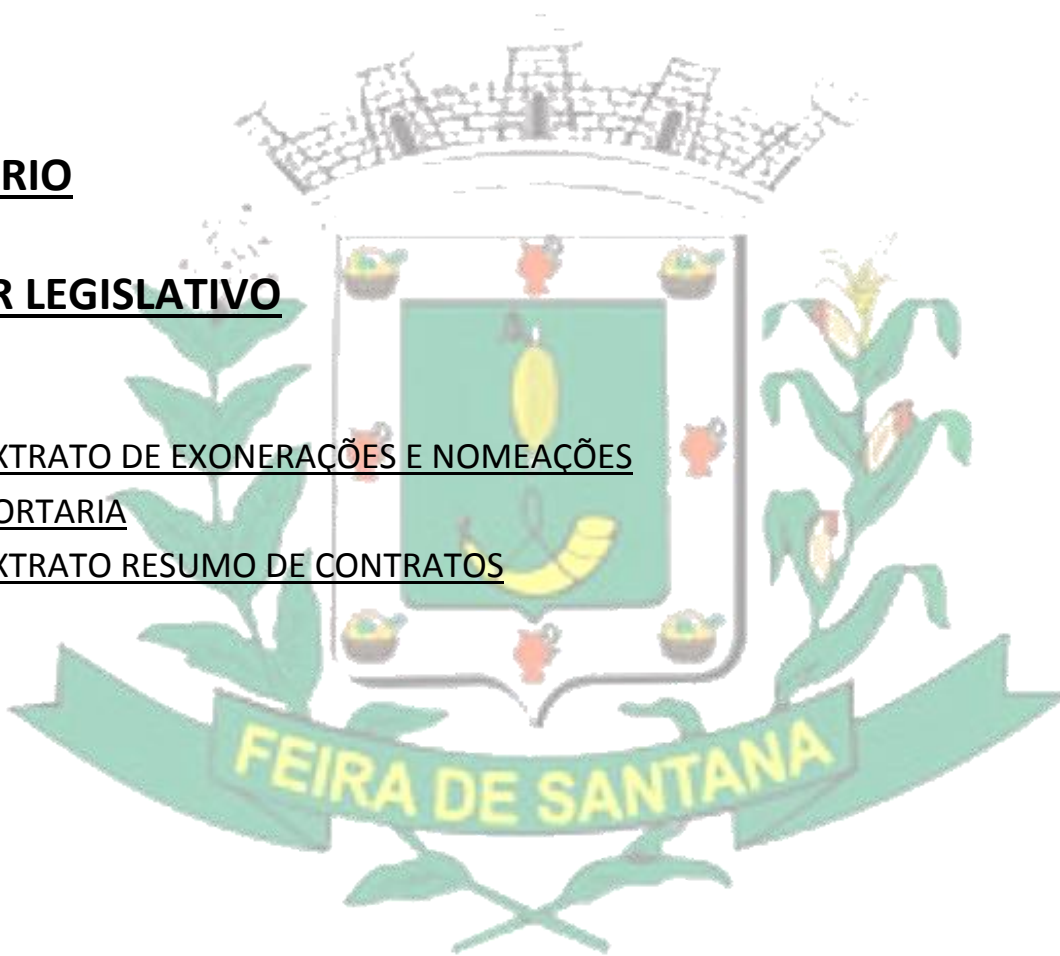 RIO
R LEGISLATIVO
XTRATO DE EXONERAÇÕES E NOMEAÇÕES
ORTARIA
XTRATO RESUMO DE CONTRATOS
FEIRA DE SANTANA